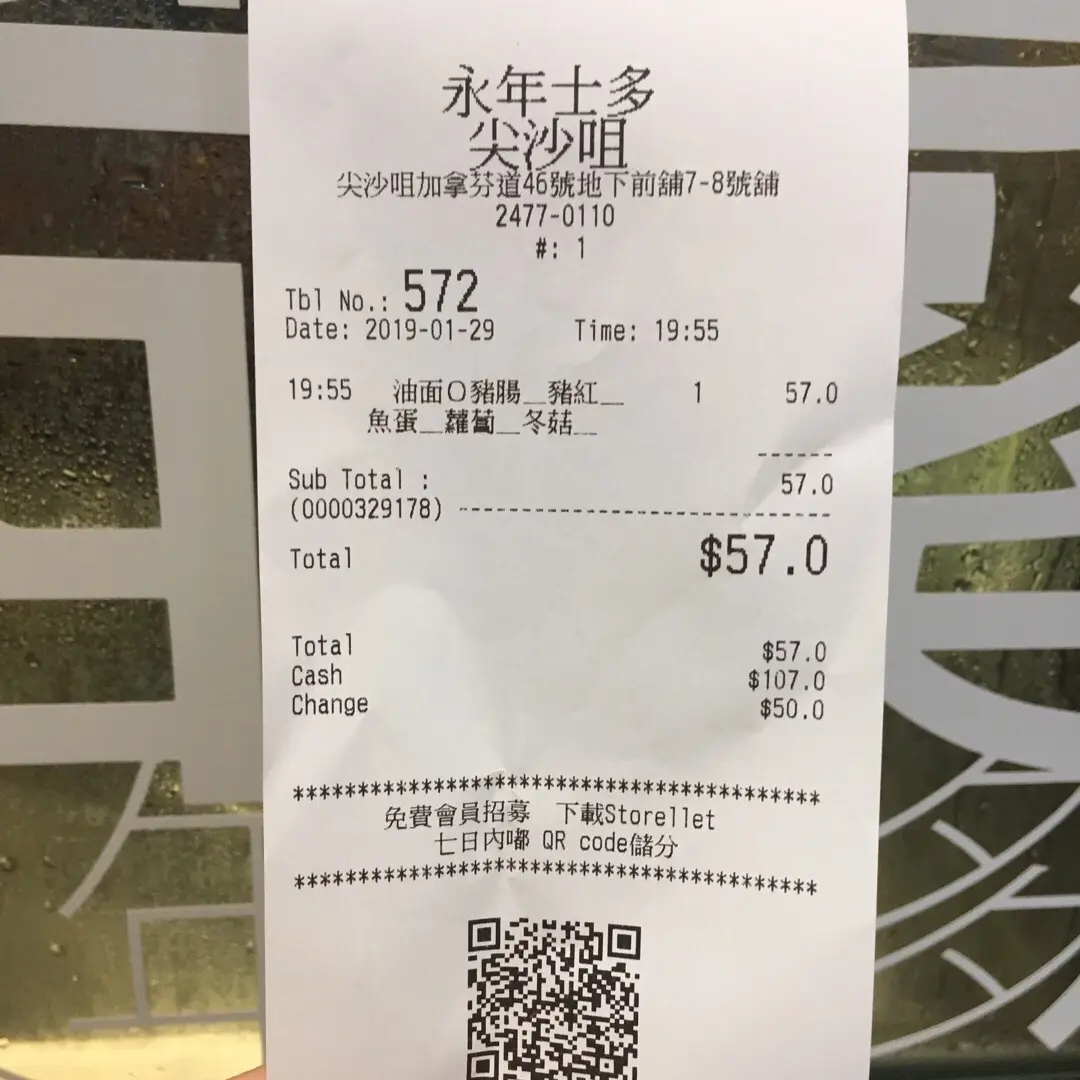 永年士多
尖沙咀
尖沙咀加拿芬道46號地下前舖7-8號舖
2477-0110
#: 1
Tbl No.: 572
Date: 2019-01-29 Time: 19:55
19:55 油面○豬腸__豬紅__ 1 57.0
魚蛋__蘿蔔__冬菇__
------
Sub Total : 57.0
(0000329178) ------------------------------
Total $57.0
Total $57.0
Cash $107.0
Change $50.0
****************************************
免費會員招募 下載Storellet
七日內嘟 QR code儲分
****************************************